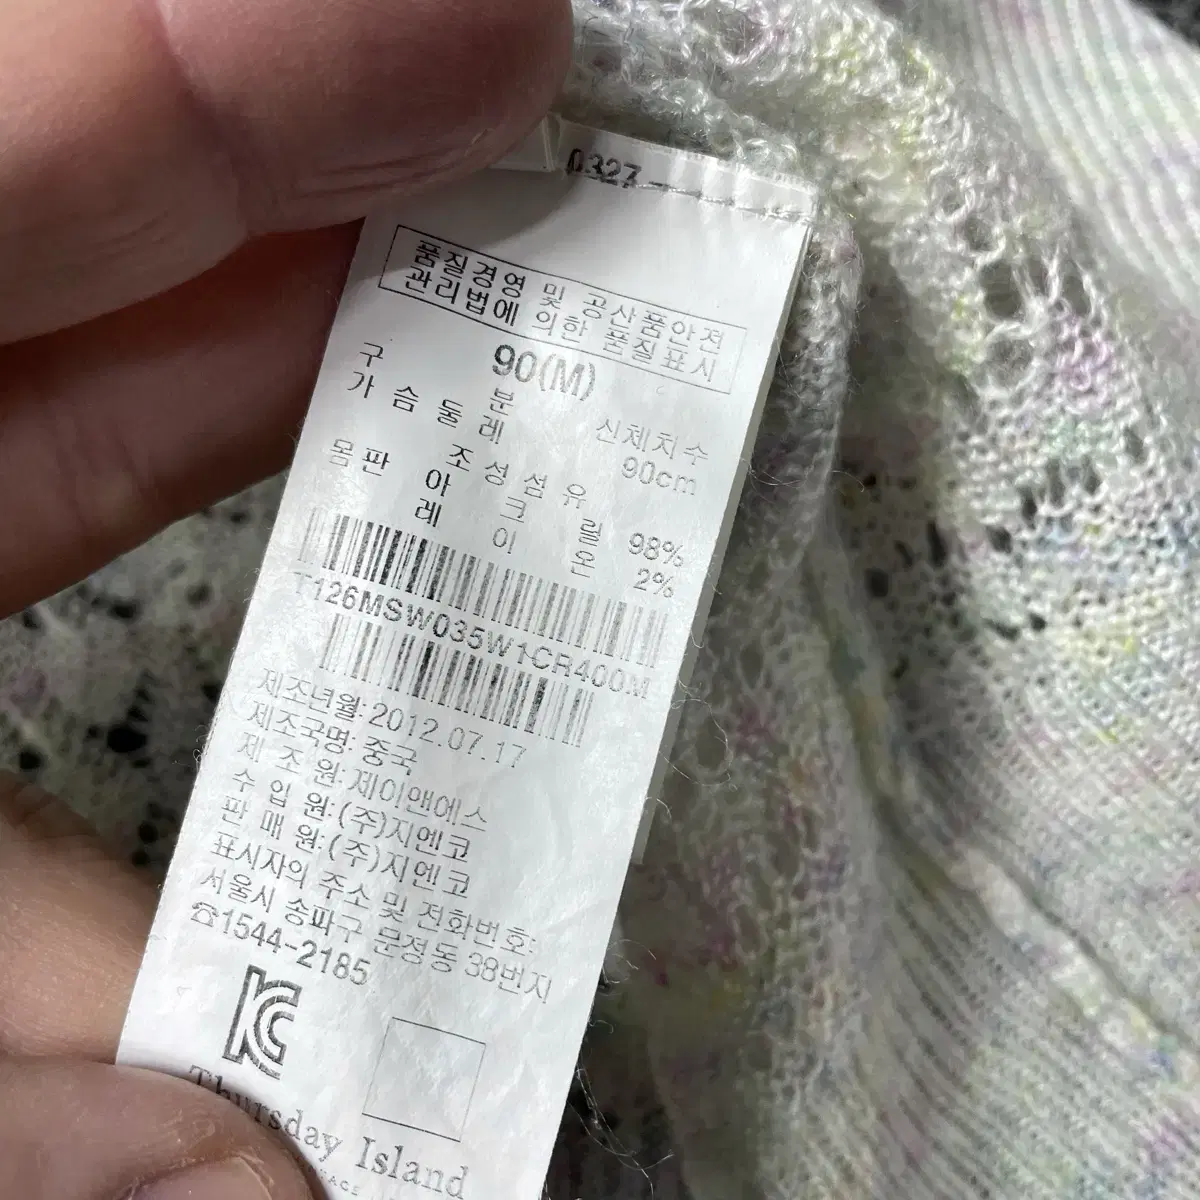 0327
품질경영 및 공산품안전
관리법에 의한 품질표시
90(M)
구 분 신체치수
가 슴 둘 레 90cm
조 성 섬 유
몸판 아 크 릴 98%
레 이 온 2%
T126MSW035W1CR400M
제조년월: 2012.07.17
제조국명: 중국
제 조 원: 제이앤에스
수 입 원: (주)지엔코
판 매 원: (주)지엔코
표시자의 주소 및 전화번호:
서울시 송파구 문정동 38번지
☎1544-2185
KC
Thursday Island